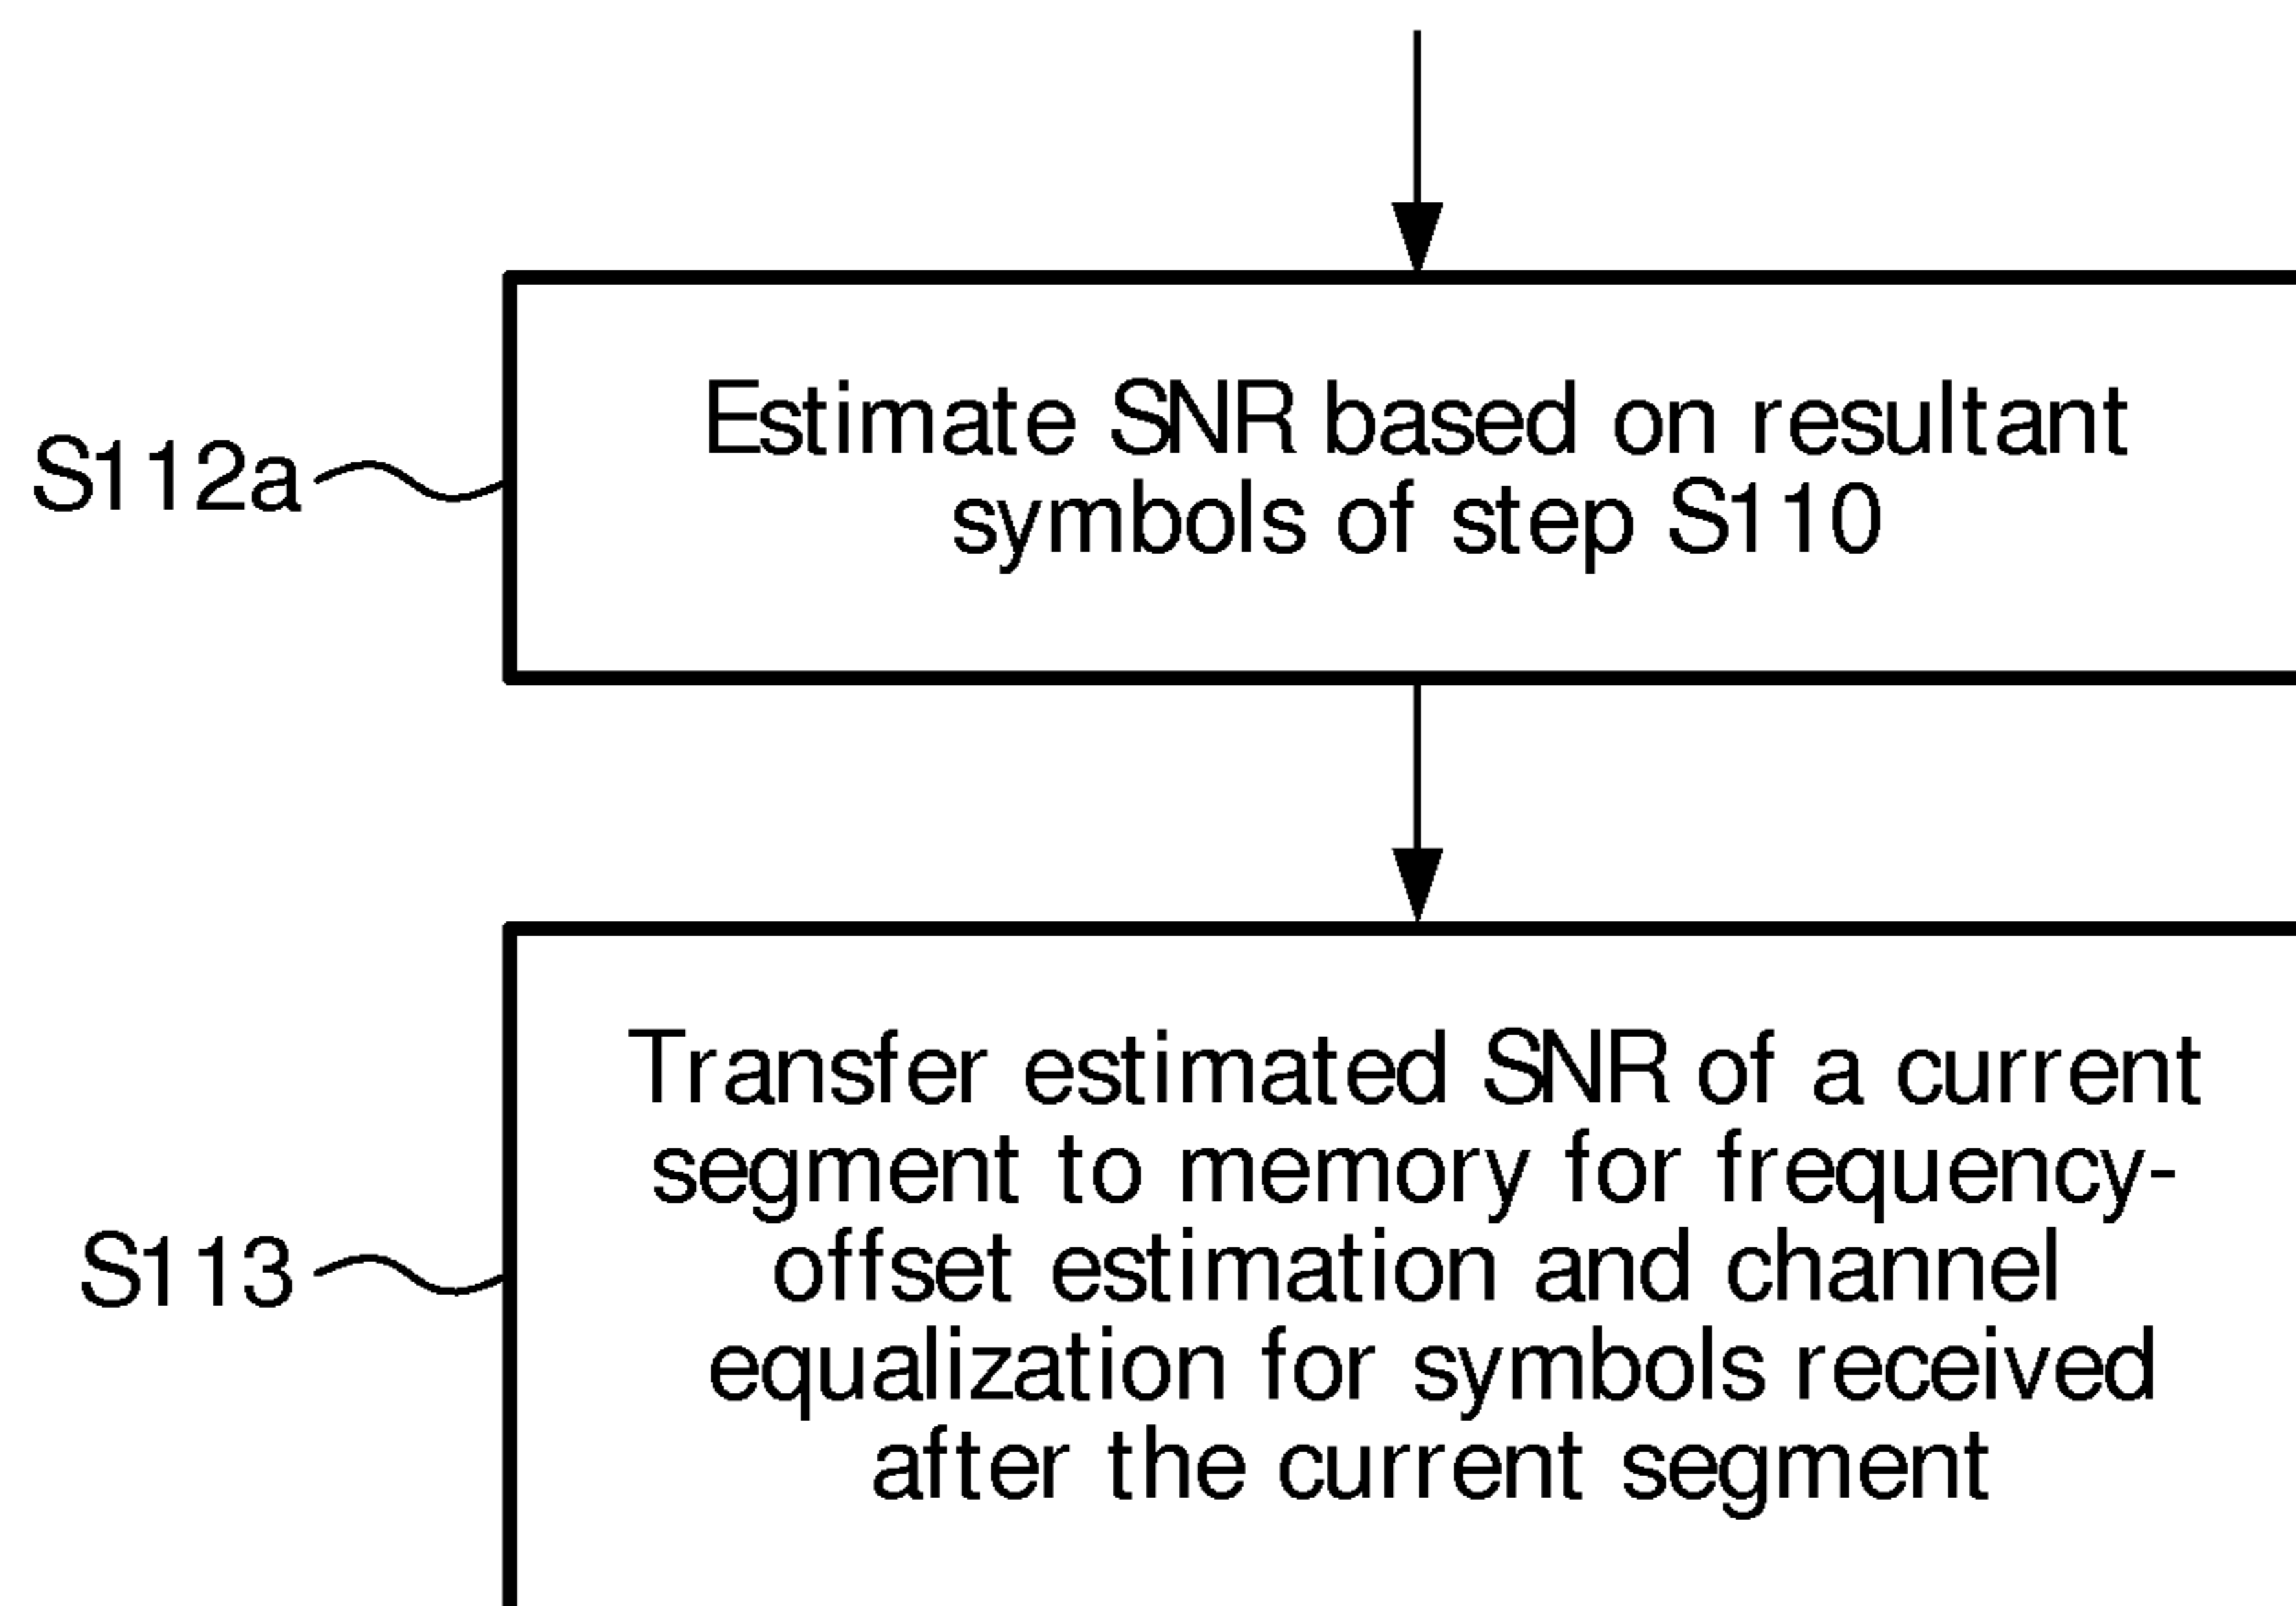 S112a
Estimate SNR based on resultant
symbols of step S110
S113
Transfer estimated SNR of a current
segment to memory for frequency-
offset estimation and channel
equalization for symbols received
after the current segment